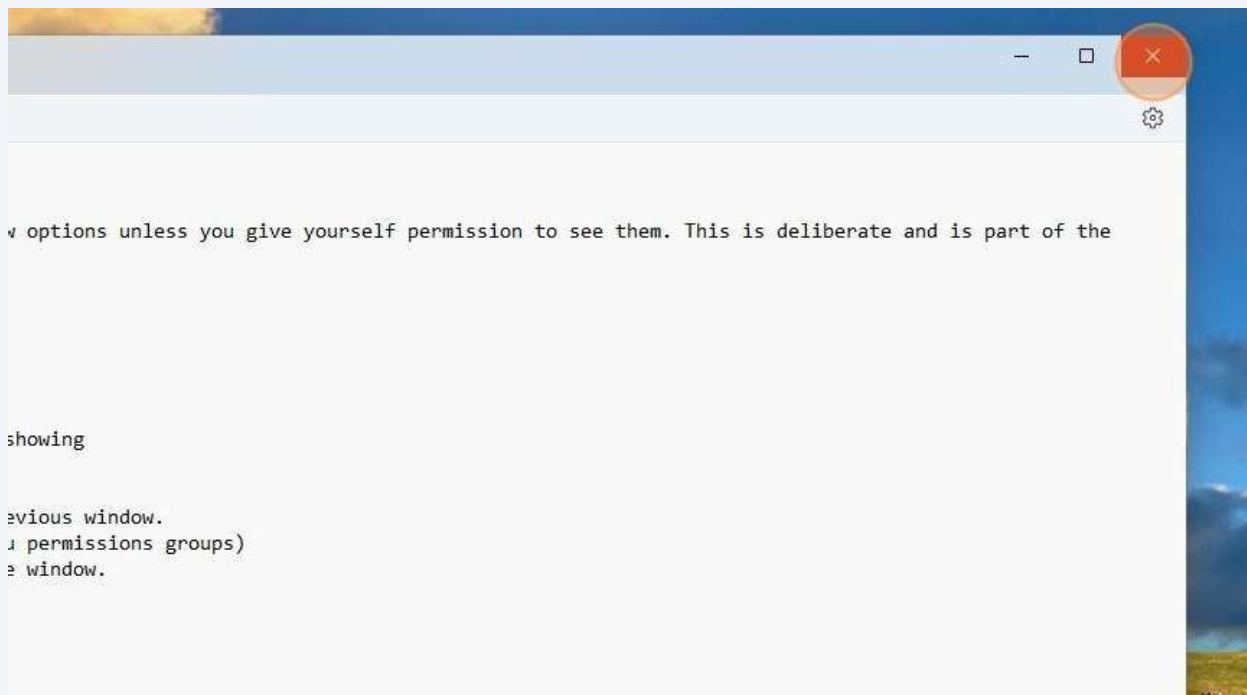 options unless you give yourself permission to see them. This is deliberate and is part of the
showing
window.
permissions groups)
window.